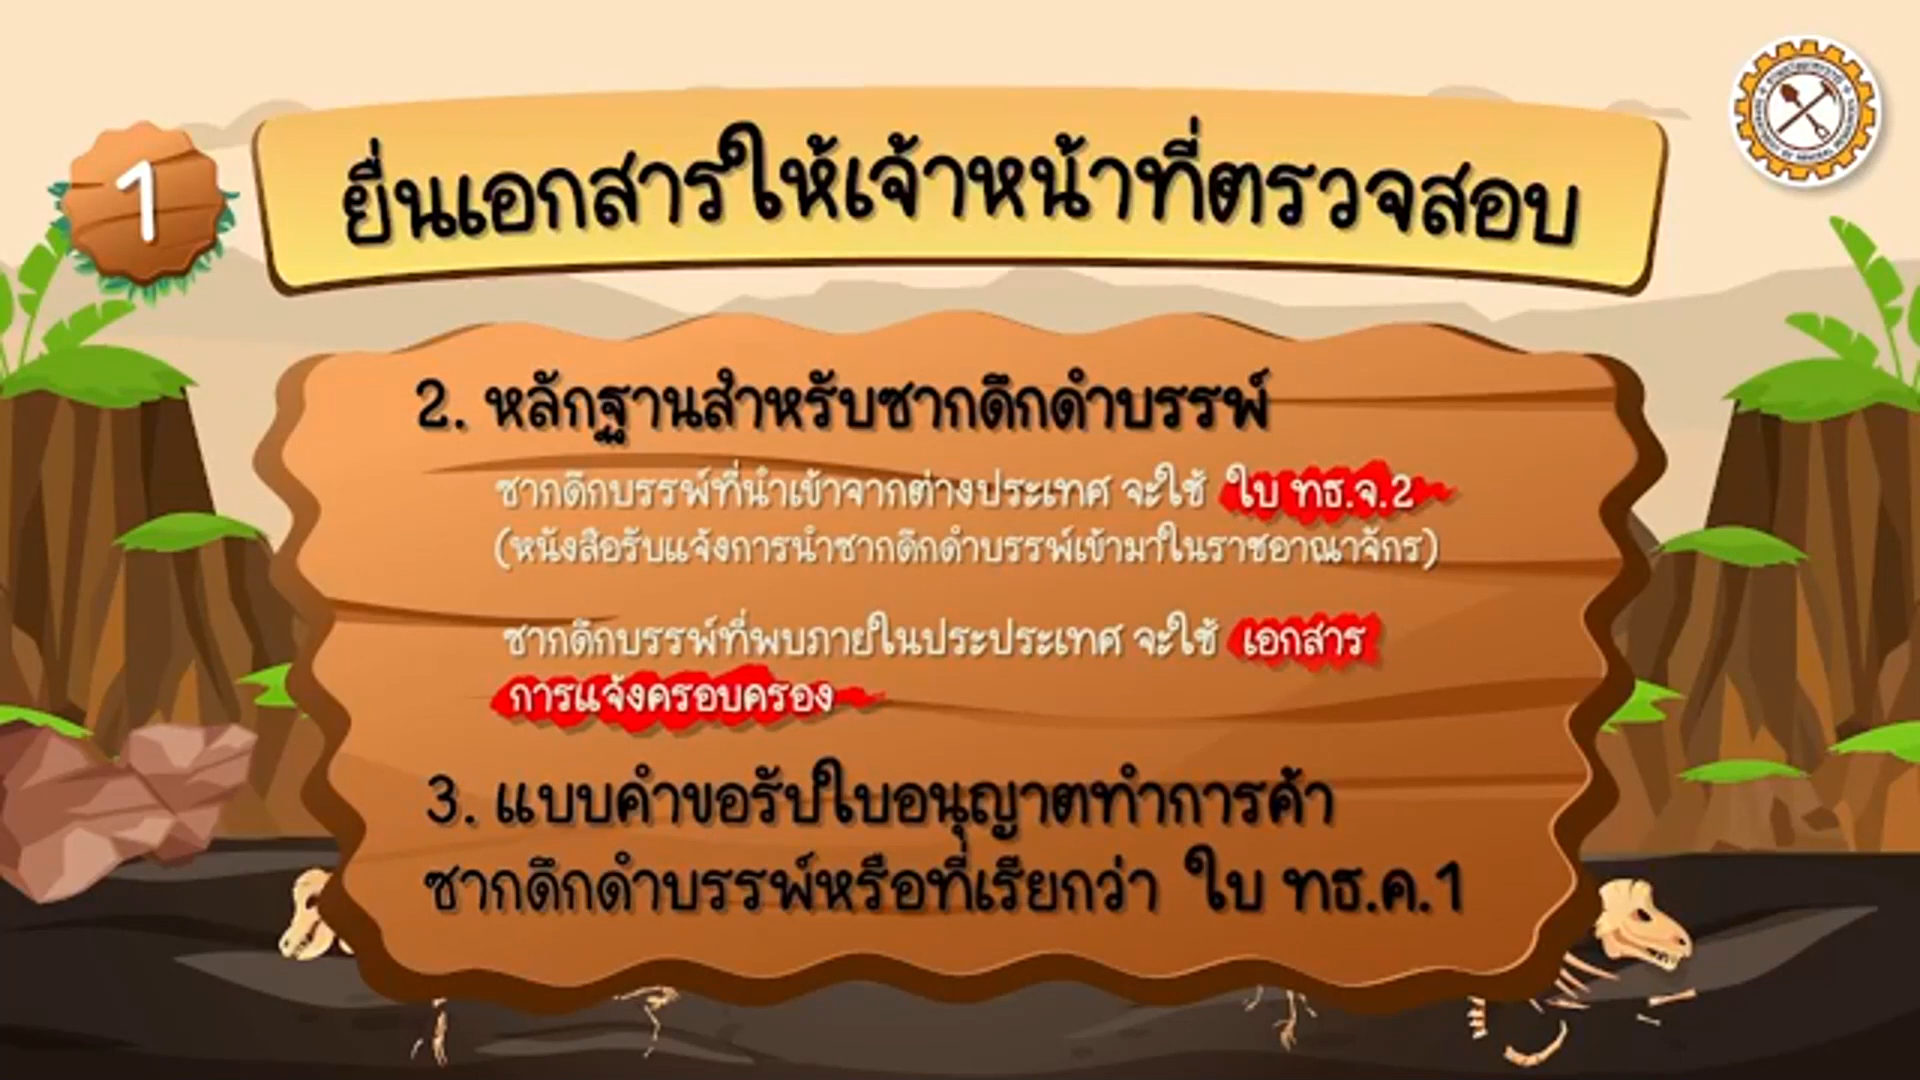 1
ยื่นเอกสารให้เจ้าหน้าที่ตรวจสอบ
2. หลักฐานสำหรับซากดึกดำบรรพ์
ซากดึกบรรพ์ที่นำเข้าจากต่างประเทศ จะใช้ ใบ ทธ.จ.2
(หนังสือรับแจ้งการนำซากดึกดำบรรพ์เข้ามาในราชอาณาจักร)
ซากดึกบรรพ์ที่พบภายในประประเทศ จะใช้ เอกสาร
การแจ้งครอบครอง
3. แบบคำขอรับใบอนุญาตทำการค้า
ซากดึกดำบรรพ์หรือที่เรียกว่า ใบ ทธ.ค.1